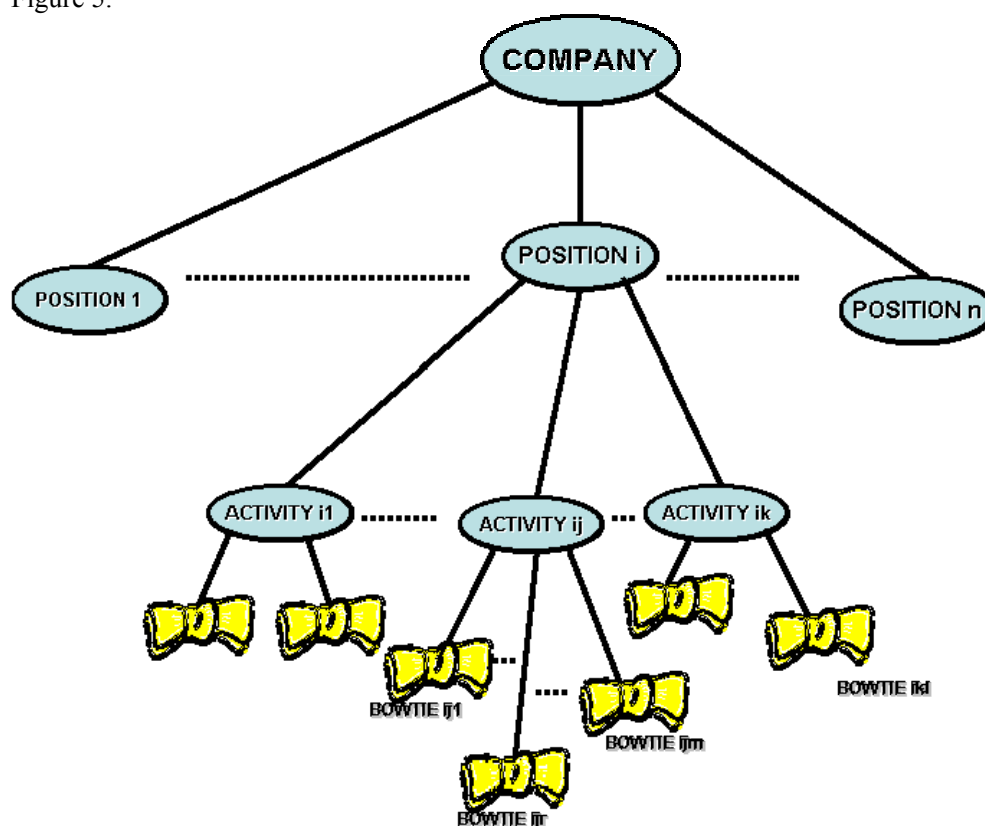 Figure 5.
COMPANY
POSITION i
POSITION 1
POSITION n
ACTIVITY i1
ACTIVITY ij
ACTIVITY ik
BOWTIE ij1
BOWTIE ijm
BOWTIE ikl
BOWTIE ijr